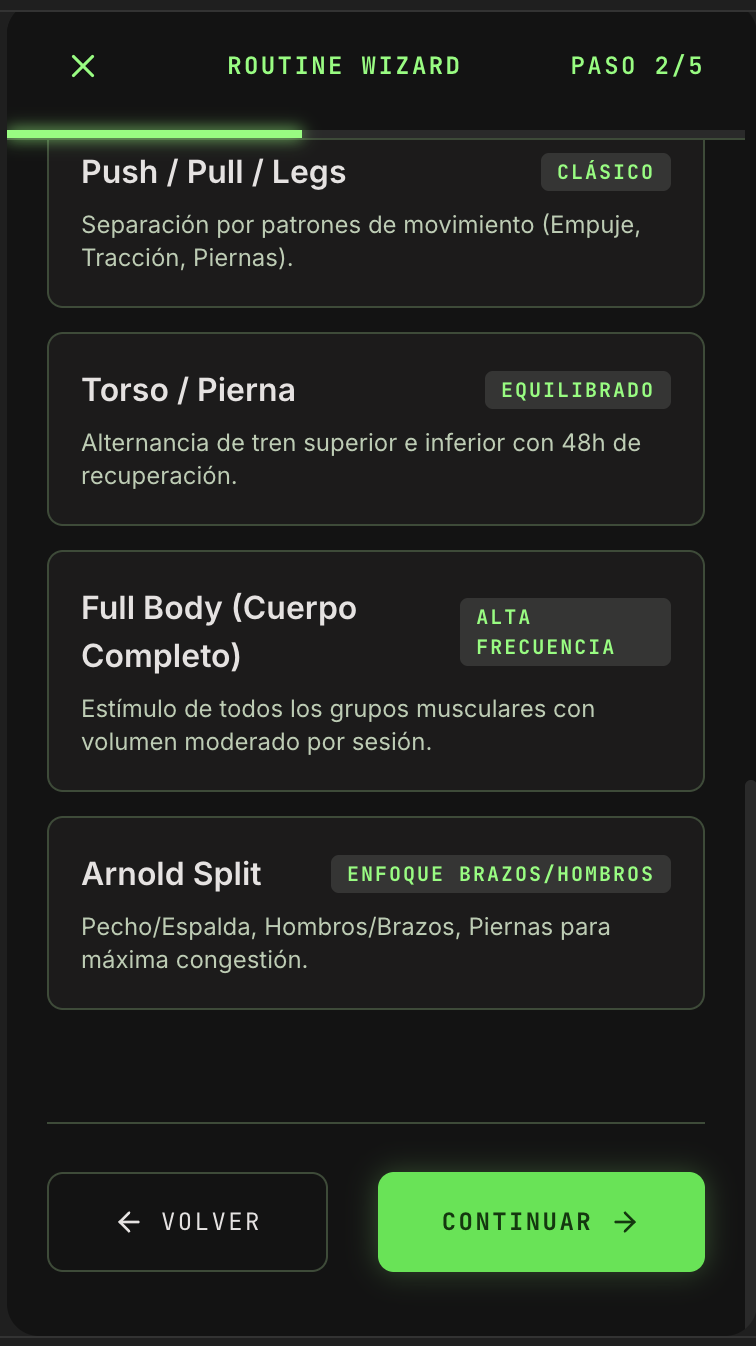 ROUTINE WIZARD
PASO 2/5
Push / Pull / Legs
CLÁSICO
Separación por patrones de movimiento (Empuje,
Tracción, Piernas).
Torso / Pierna
EQUILIBRADO
Alternancia de tren superior e inferior con 48h de
recuperación.
Full Body (Cuerpo
Completo)
ALTA
FRECUENCIA
Estímulo de todos los grupos musculares con
volumen moderado por sesión.
Arnold Split
ENFOQUE BRAZOS/HOMBROS
Pecho/Espalda, Hombros/Brazos, Piernas para
máxima congestión.
VOLVER
CONTINUAR